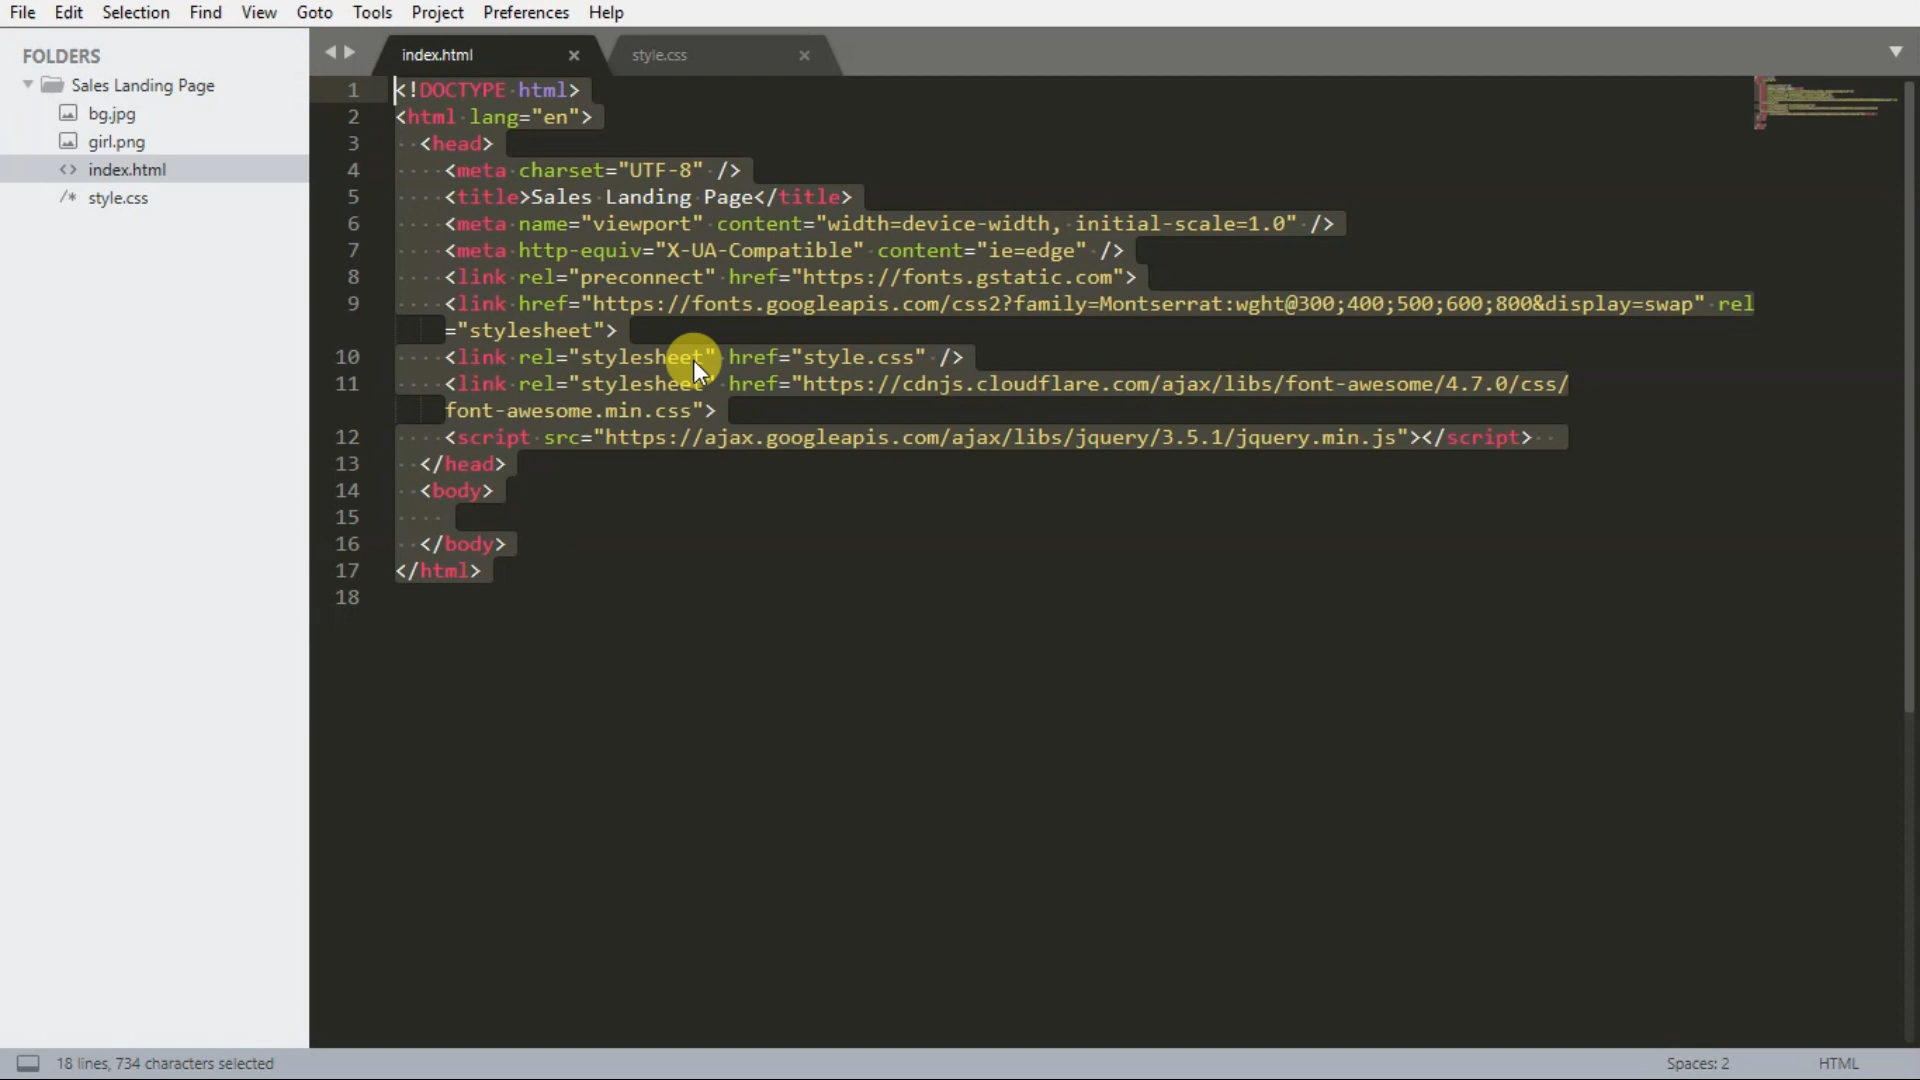 File Edit Selection Find View Goto Tools Project Preferences Help
FOLDERS
Sales Landing Page
bg.jpg
girl.png
<> index.html
/* style.css
index.html × style.css ×
1 <!DOCTYPE html>
2 <html lang="en">
3 <head>
4 <meta charset="UTF-8" />
5 <title>Sales Landing Page</title>
6 <meta name="viewport" content="width=device-width, initial-scale=1.0" />
7 <meta http-equiv="X-UA-Compatible" content="ie=edge" />
8 <link rel="preconnect" href="https://fonts.gstatic.com">
9 <link href="https://fonts.googleapis.com/css2?family=Montserrat:wght@300;400;500;600;800&display=swap" rel
="stylesheet">
10 <link rel="stylesheet" href="style.css" />
11 <link rel="stylesheet" href="https://cdnjs.cloudflare.com/ajax/libs/font-awesome/4.7.0/css/
font-awesome.min.css">
12 <script src="https://ajax.googleapis.com/ajax/libs/jquery/3.5.1/jquery.min.js"></script>
13 </head>
14 <body>
15
16 </body>
17 </html>
18
18 lines, 734 characters selected
Spaces: 2 HTML